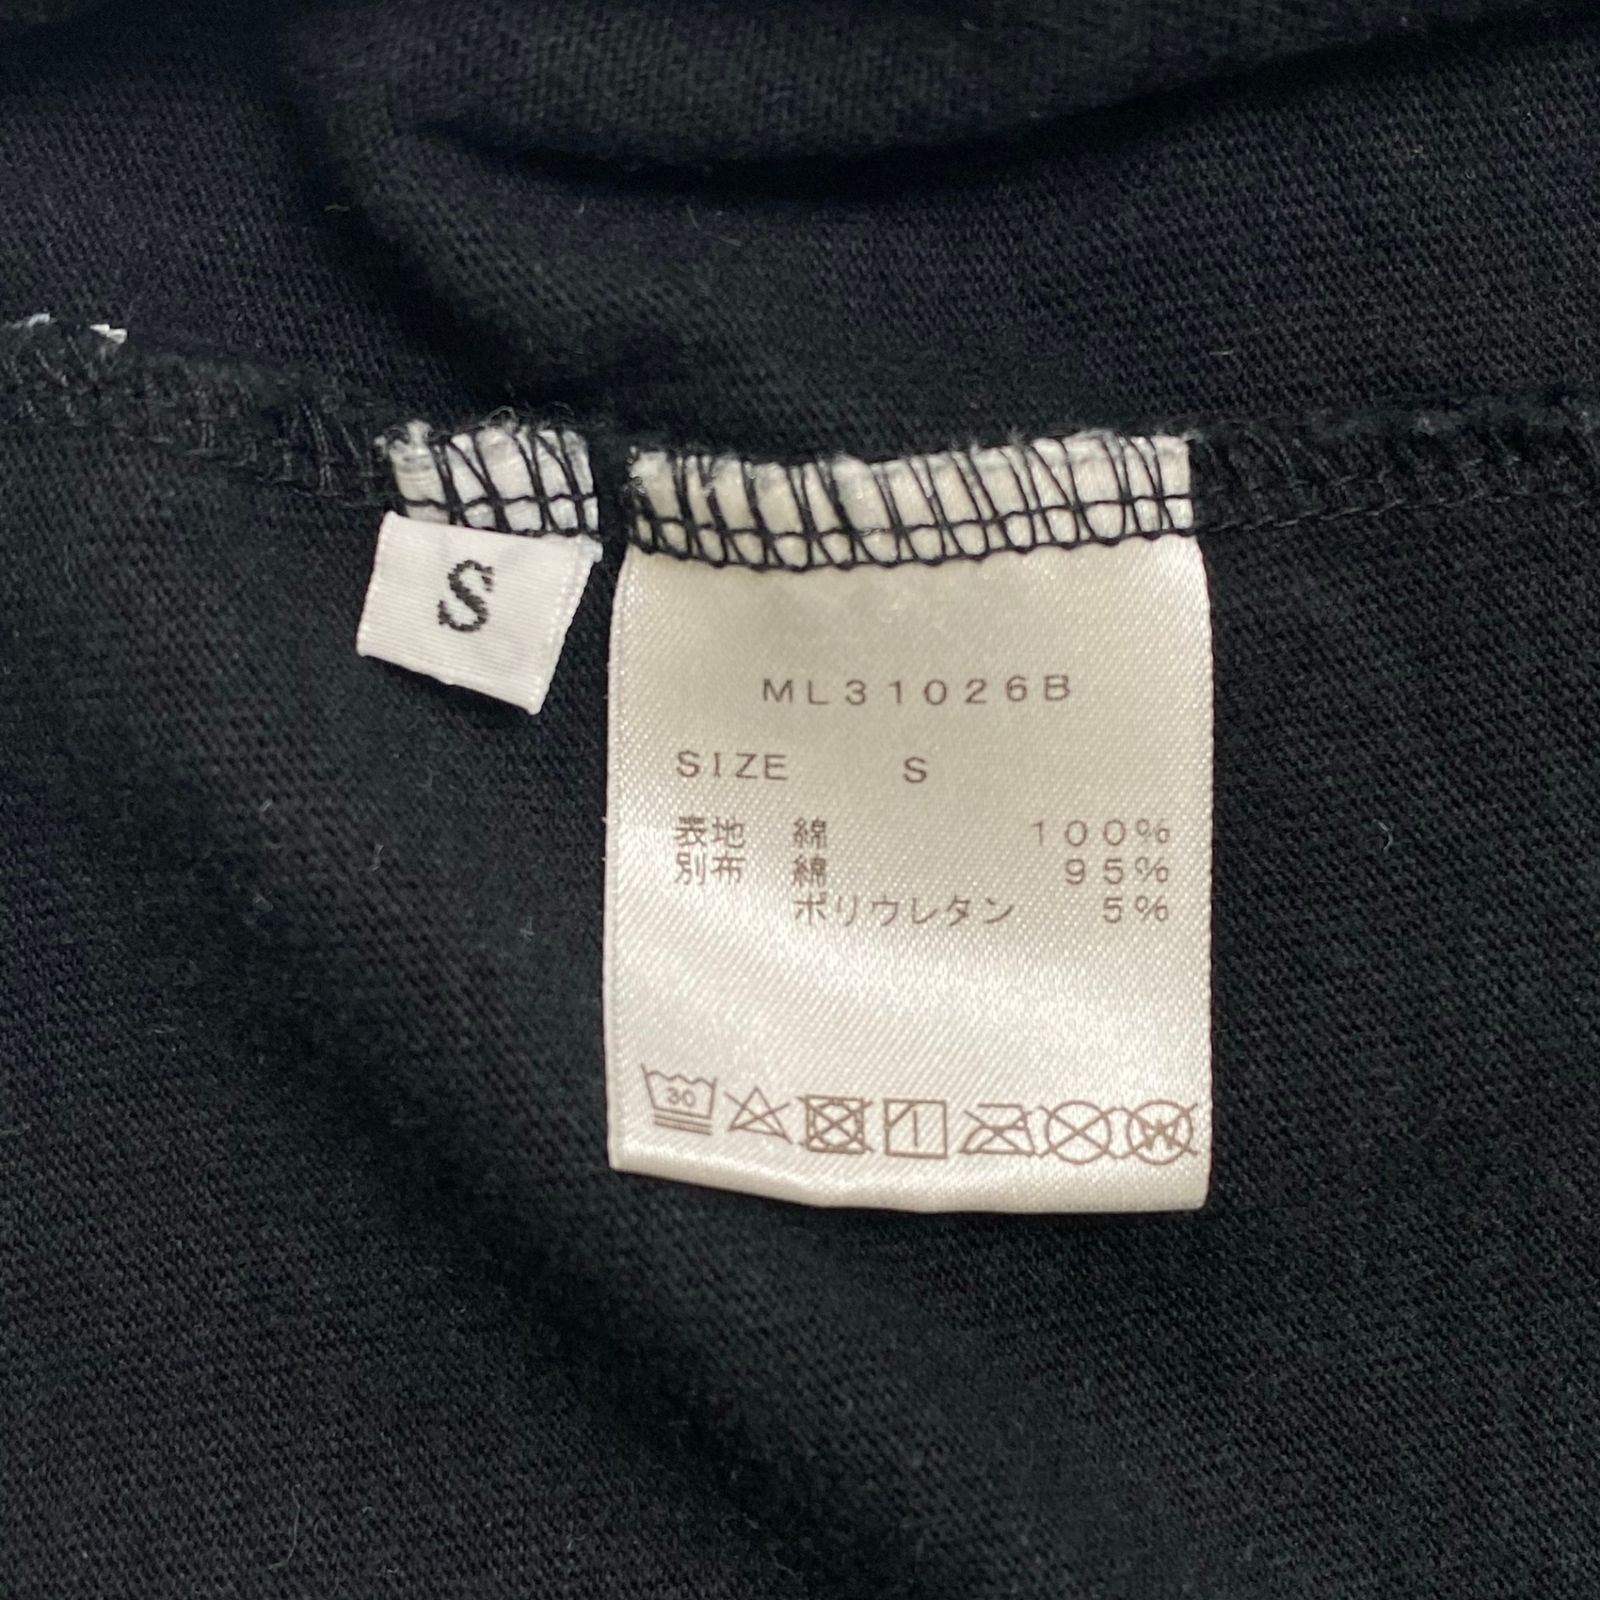 S
ML31026B
SIZE S
表地 綿 100%
別布 綿 95%
ポリウレタン 5%
30
W